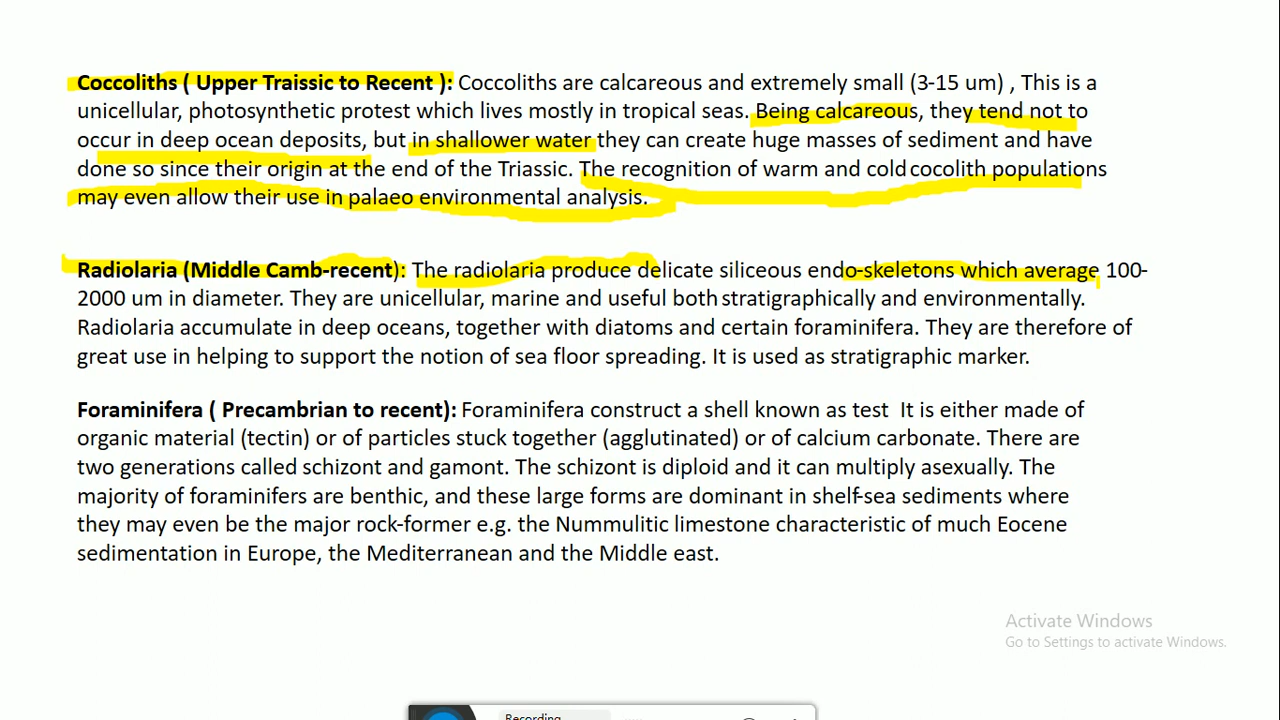 Coccoliths ( Upper Traissic to Recent ): Coccoliths are calcareous and extremely small (3-15 um) , This is a
unicellular, photosynthetic protest which lives mostly in tropical seas. Being calcareous, they tend not to
occur in deep ocean deposits, but in shallower water they can create huge masses of sediment and have
done so since their origin at the end of the Triassic. The recognition of warm and cold cocolith populations
may even allow their use in palaeo environmental analysis.
Radiolaria (Middle Camb-recent): The radiolaria produce delicate siliceous endo-skeletons which average 100-
2000 um in diameter. They are unicellular, marine and useful both stratigraphically and environmentally.
Radiolaria accumulate in deep oceans, together with diatoms and certain foraminifera. They are therefore of
great use in helping to support the notion of sea floor spreading. It is used as stratigraphic marker.
Foraminifera ( Precambrian to recent): Foraminifera construct a shell known as test  It is either made of
organic material (tectin) or of particles stuck together (agglutinated) or of calcium carbonate. There are
two generations called schizont and gamont. The schizont is diploid and it can multiply asexually. The
majority of foraminifers are benthic, and these large forms are dominant in shelf-sea sediments where
they may even be the major rock-former e.g. the Nummulitic limestone characteristic of much Eocene
sedimentation in Europe, the Mediterranean and the Middle east.
Activate Windows
Go to Settings to activate Windows.
Recording